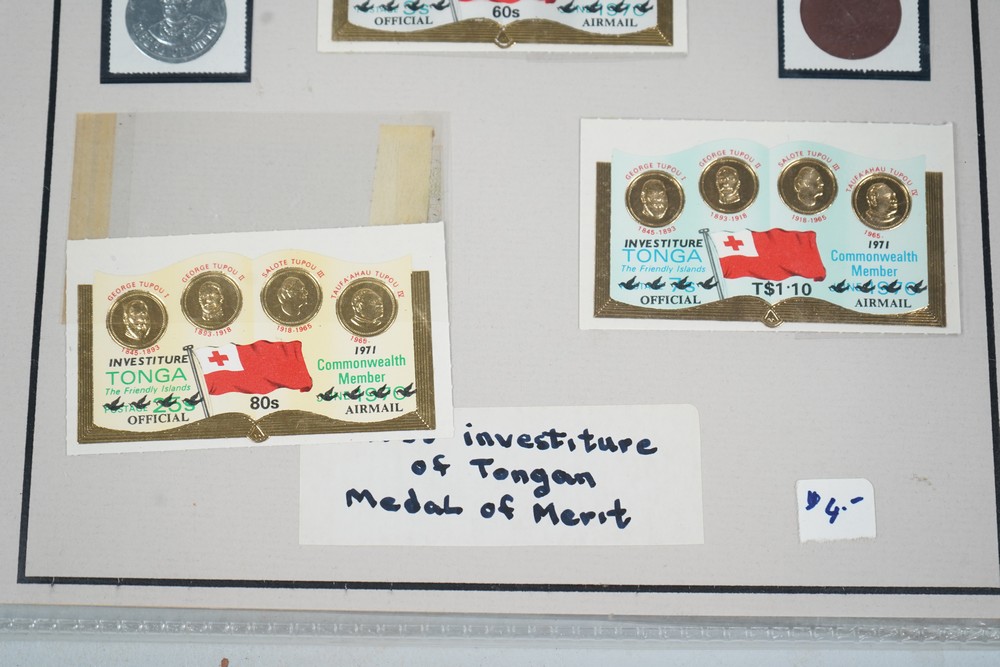 60s
OFFICIAL
AIRMAIL
GEORGE TUPOU I
1845-1893
GEORGE TUPOU II
1893-1918
SALOTE TUPOU III
1918-1965
TAUFA'AHAU TUPOU IV
1965-
INVESTITURE
1971
TONGA
The Friendly Islands
Commonwealth
Member
POSTAGE 25s
JUNE 1970
80s
OFFICIAL
AIRMAIL
GEORGE TUPOU I
1845-1893
GEORGE TUPOU II
1893-1918
SALOTE TUPOU III
1918-1965
TAUFA'AHAU TUPOU IV
1965-
INVESTITURE
1971
TONGA
The Friendly Islands
Commonwealth
Member
T$1·10
OFFICIAL
AIRMAIL
investiture
of Tongan
Medal of Merit
$4.-